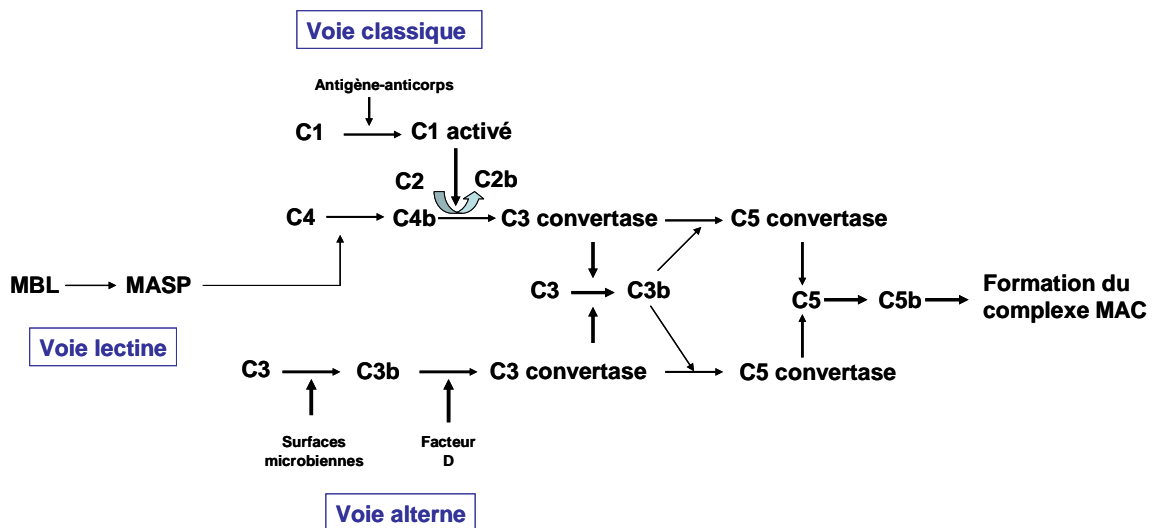 Voie classique
Antigène-anticorps
C1 C1 activé
C2 C2b
C4 C4b C3 convertase C5 convertase
MBL MASP C3 C3b C5 C5b Formation du
complexe MAC
Voie lectine
C3 C3b C3 convertase C5 convertase
Surfaces Facteur
microbiennes D
Voie alterne